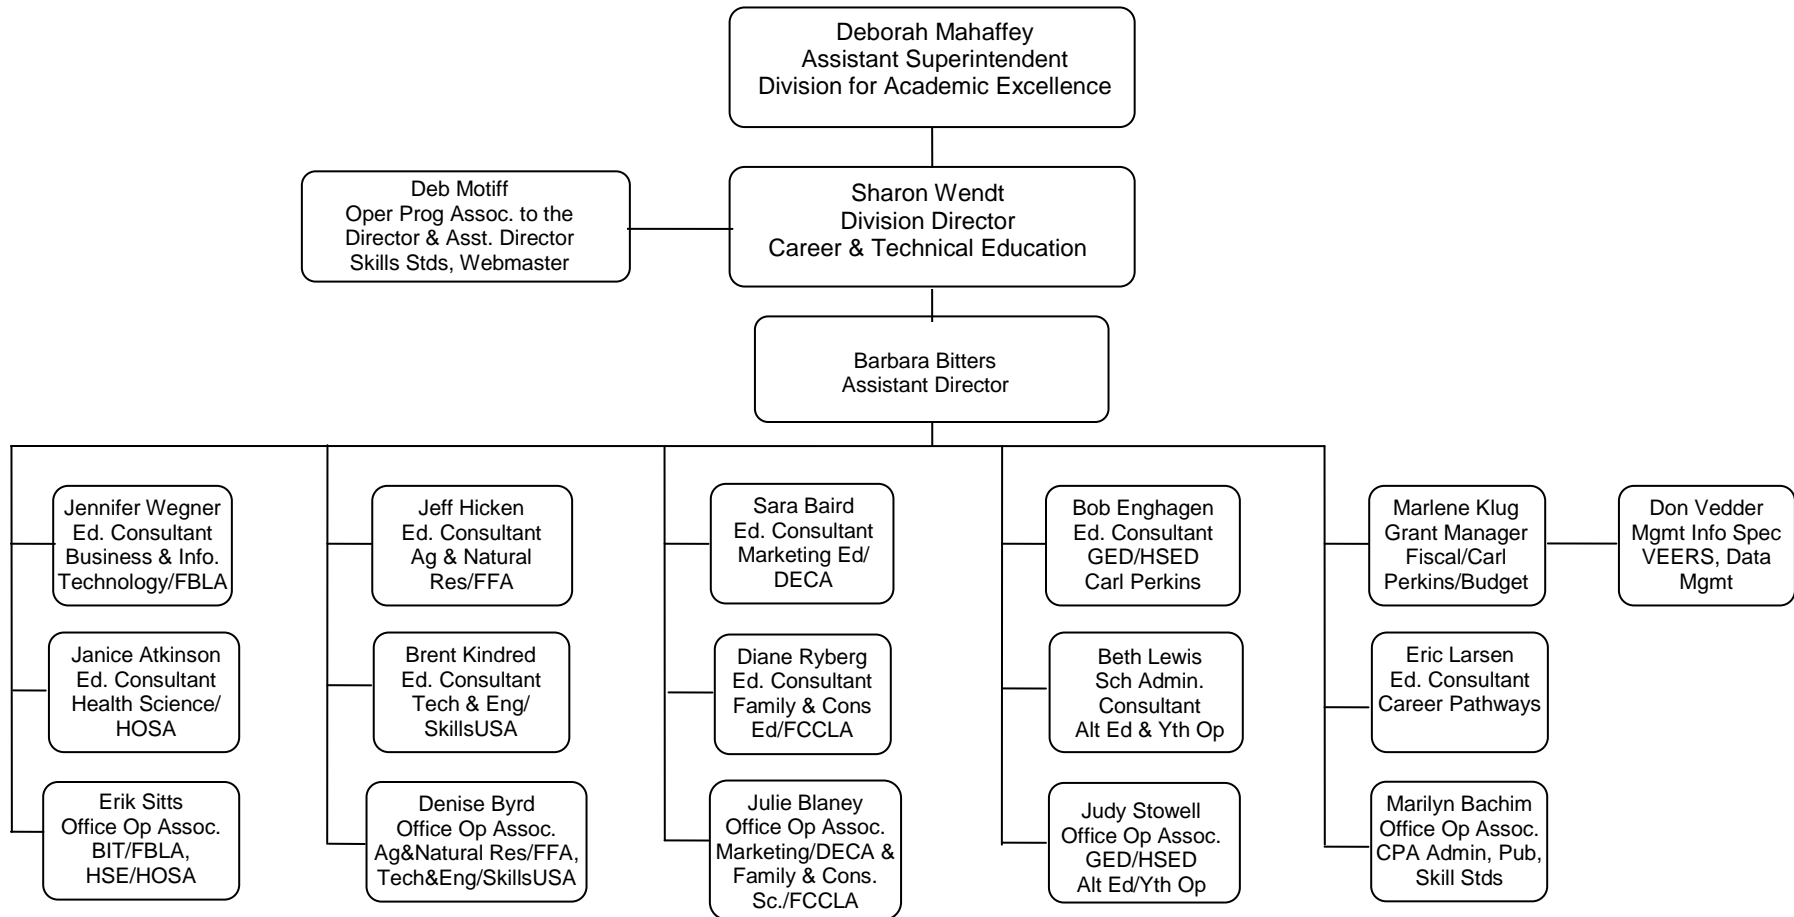 Deborah Mahaffey
Assistant Superintendent
Division for Academic Excellence
Deb Motiff
Oper Prog Assoc. to the
Director & Asst. Director
Skills Stds, Webmaster
Sharon Wendt
Division Director
Career & Technical Education
Barbara Bitters
Assistant Director
Jennifer Wegner
Ed. Consultant
Business & Info.
Technology/FBLA
Jeff Hicken
Ed. Consultant
Ag & Natural
Res/FFA
Sara Baird
Ed. Consultant
Marketing Ed/
DECA
Bob Enghagen
Ed. Consultant
GED/HSED
Carl Perkins
Marlene Klug
Grant Manager
Fiscal/Carl
Perkins/Budget
Don Vedder
Mgmt Info Spec
VEERS, Data
Mgmt
Janice Atkinson
Ed. Consultant
Health Science/
HOSA
Brent Kindred
Ed. Consultant
Tech & Eng/
SkillsUSA
Diane Ryberg
Ed. Consultant
Family & Cons
Ed/FCCLA
Beth Lewis
Sch Admin.
Consultant
Alt Ed & Yth Op
Eric Larsen
Ed. Consultant
Career Pathways
Erik Sitts
Office Op Assoc.
BIT/FBLA,
HSE/HOSA
Denise Byrd
Office Op Assoc.
Ag&Natural Res/FFA,
Tech&Eng/SkillsUSA
Julie Blaney
Office Op Assoc.
Marketing/DECA &
Family & Cons.
Sc./FCCLA
Judy Stowell
Office Op Assoc.
GED/HSED
Alt Ed/Yth Op
Marilyn Bachim
Office Op Assoc.
CPA Admin, Pub,
Skill Stds